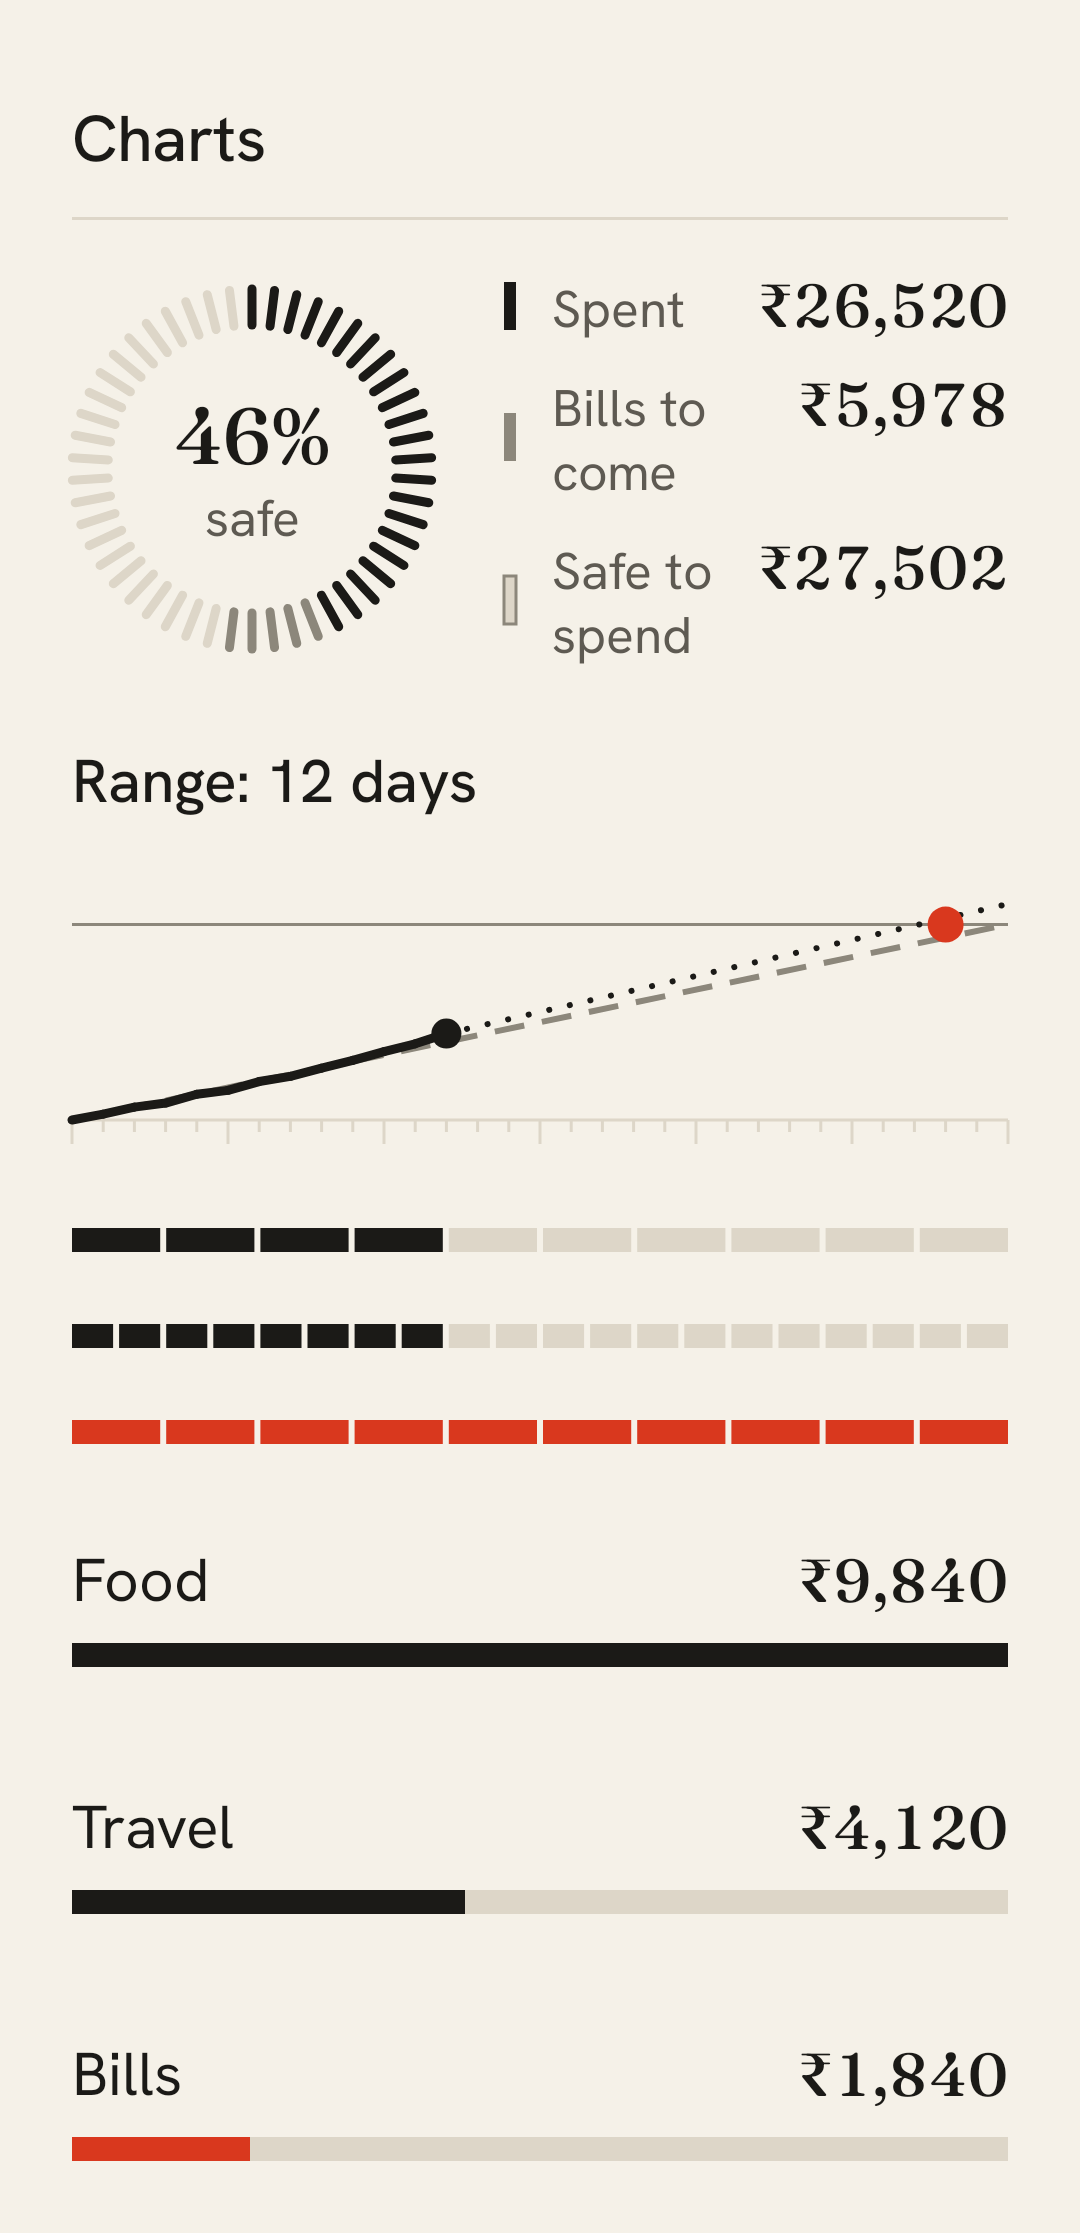 Charts
46%
safe
Spent ₹26,520
Bills to ₹5,978
come
Safe to ₹27,502
spend
Range: 12 days
Food ₹9,840
Travel ₹4,120
Bills ₹1,840